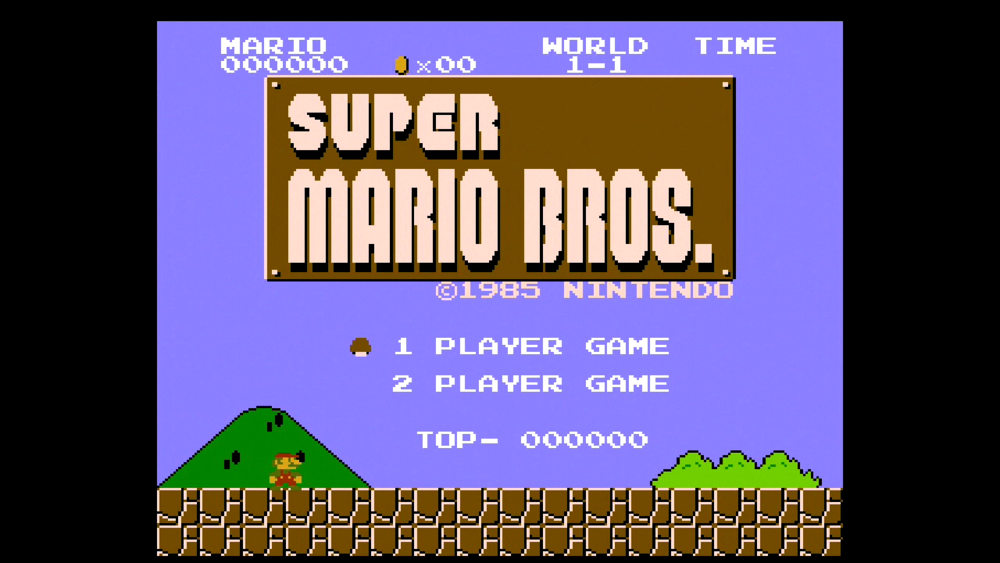 MARIO WORLD TIME
000000 ×00 1-1
SUPER
MARIO BROS.
©1985 NINTENDO
1 PLAYER GAME
2 PLAYER GAME
TOP- 000000